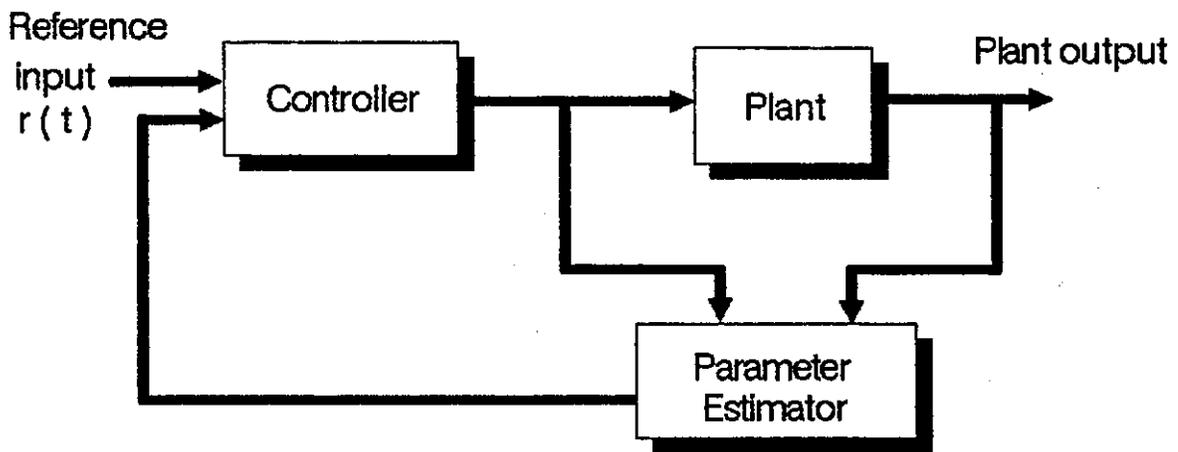 Reference
input
r ( t )
Controller
Plant
Plant output
Parameter
Estimator